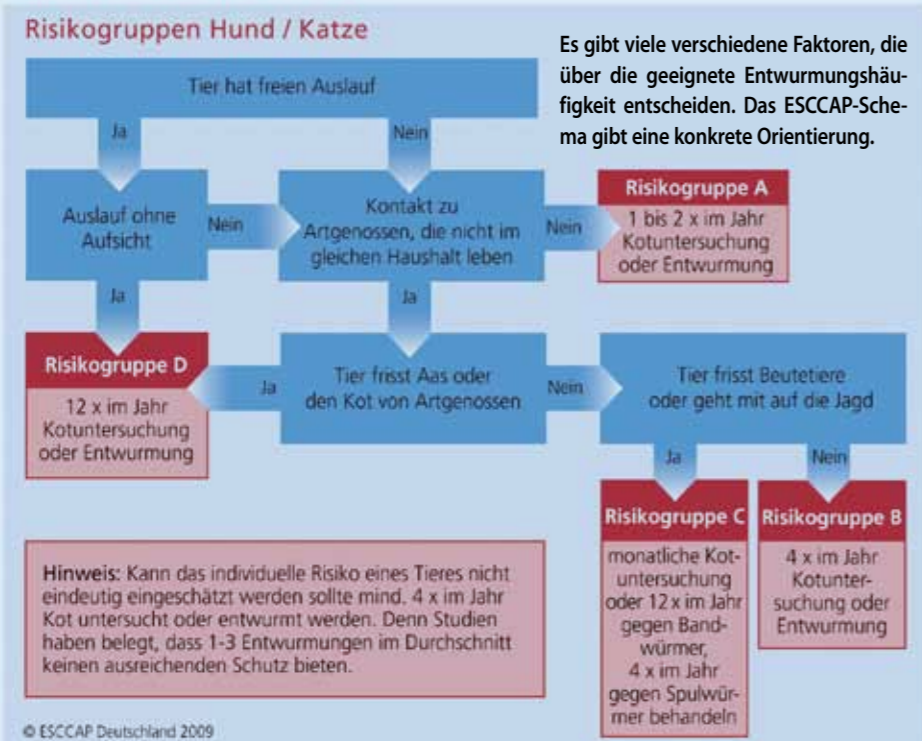 Risikogruppen Hund / Katze
Es gibt viele verschiedene Faktoren, die
über die geeignete Entwurmungshäu-
figkeit entscheiden. Das ESCCAP-Sche-
ma gibt eine konkrete Orientierung.
Tier hat freien Auslauf
Ja
Nein
Auslauf ohne
Aufsicht
Nein
Kontakt zu
Artgenossen, die nicht im
gleichen Haushalt leben
Nein
Risikogruppe A
1 bis 2 x im Jahr
Kotuntersuchung
oder Entwurmung
Ja
Ja
Risikogruppe D
12 x im Jahr
Kotuntersuchung
oder Entwurmung
Ja
Tier frisst Aas oder
den Kot von Artgenossen
Nein
Tier frisst Beutetiere
oder geht mit auf die Jagd
Ja
Nein
Risikogruppe C
monatliche Kot-
untersuchung
oder 12 x im Jahr
gegen Band-
würmer,
4 x im Jahr
gegen Spulwür-
mer behandeln
Risikogruppe B
4 x im Jahr
Kotunter-
suchung oder
Entwurmung
Hinweis: Kann das individuelle Risiko eines Tieres nicht
eindeutig eingeschätzt werden sollte mind. 4 x im Jahr
Kot untersucht oder entwurmt werden. Denn Studien
haben belegt, dass 1-3 Entwurmungen im Durchschnitt
keinen ausreichenden Schutz bieten.
© ESCCAP Deutschland 2009